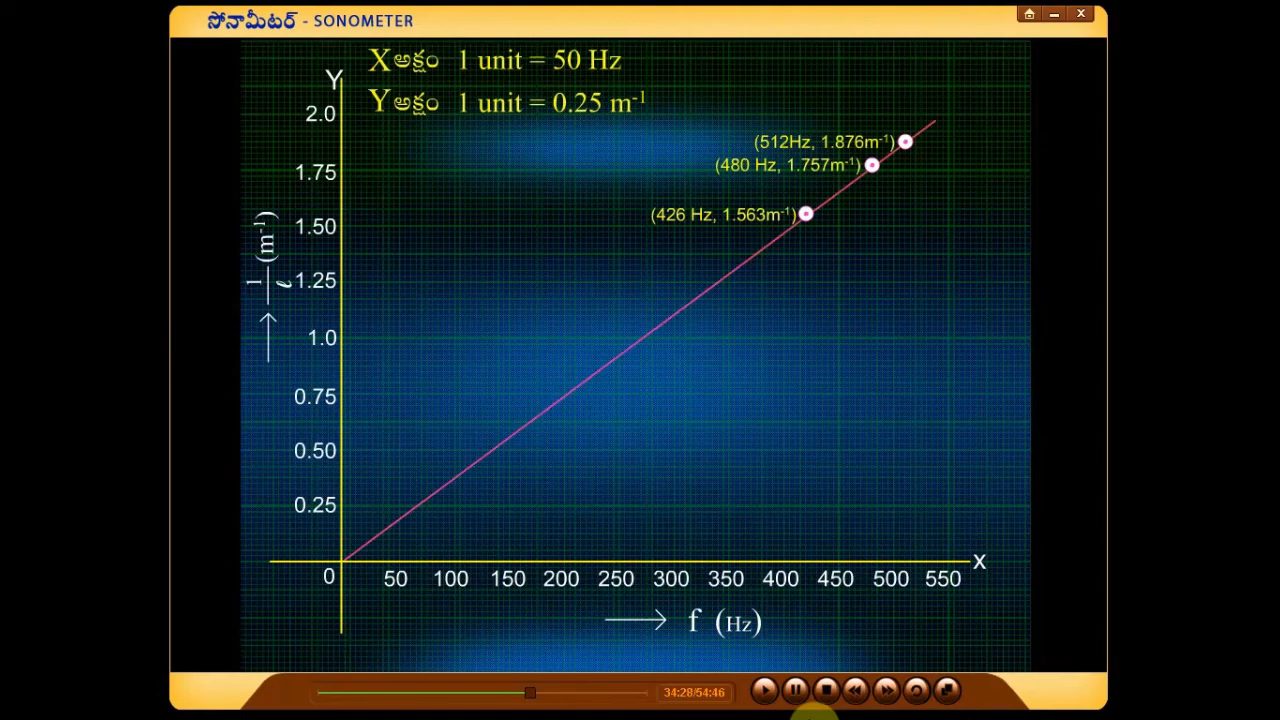 సోనామీటర్ - SONOMETER
X అక్షం 1 unit = 50 Hz
Y అక్షం 1 unit = 0.25 m⁻¹
Y
2.0
(512Hz, 1.876m⁻¹)
(480 Hz, 1.757m⁻¹)
1.75
(426 Hz, 1.563m⁻¹)
1.50
1/ℓ (m⁻¹)
1.25
1.0
0.75
0.50
0.25
X
0 50 100 150 200 250 300 350 400 450 500 550
f (Hz)
34:28/54:46